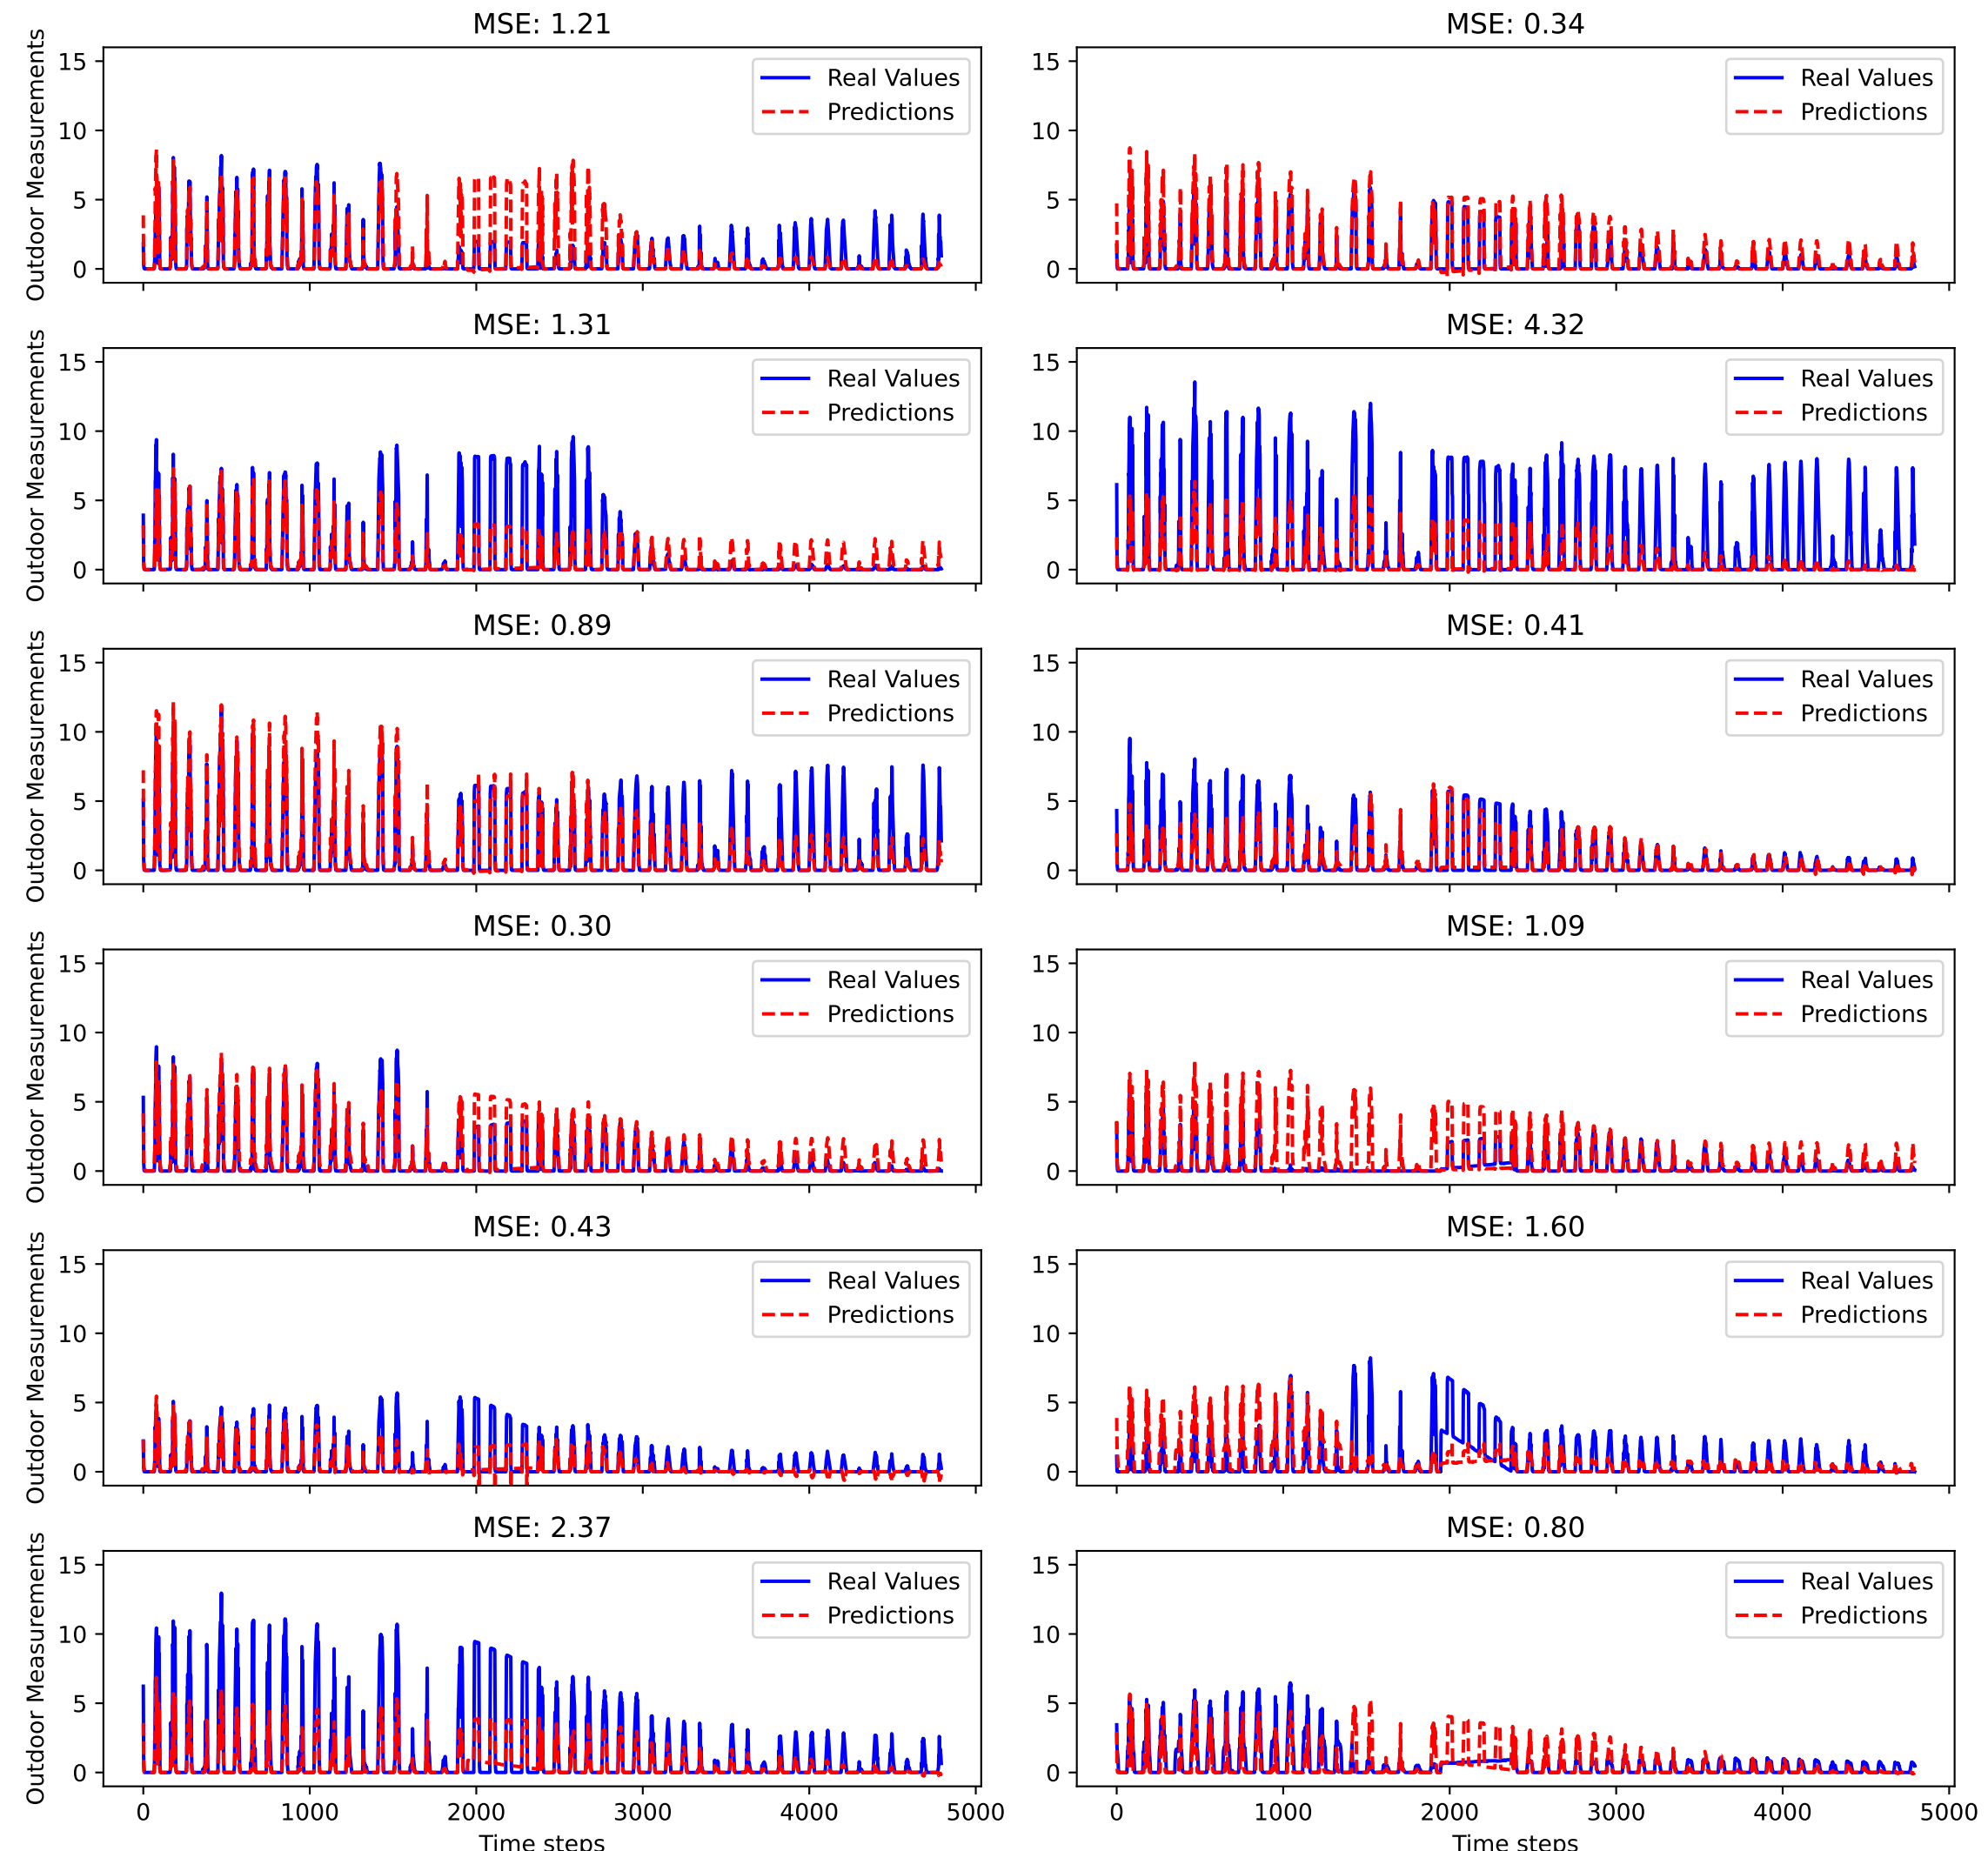 MSE: 1.21
MSE: 0.34
Outdoor Measurements
15
10
5
0
Real Values
Predictions
15
10
5
0
Real Values
Predictions
MSE: 1.31
MSE: 4.32
Outdoor Measurements
15
10
5
0
Real Values
Predictions
15
10
5
0
Real Values
Predictions
MSE: 0.89
MSE: 0.41
Outdoor Measurements
15
10
5
0
Real Values
Predictions
15
10
5
0
Real Values
Predictions
MSE: 0.30
MSE: 1.09
Outdoor Measurements
15
10
5
0
Real Values
Predictions
15
10
5
0
Real Values
Predictions
MSE: 0.43
MSE: 1.60
Outdoor Measurements
15
10
5
0
Real Values
Predictions
15
10
5
0
Real Values
Predictions
MSE: 2.37
MSE: 0.80
Outdoor Measurements
15
10
5
0
Real Values
Predictions
15
10
5
0
Real Values
Predictions
0 1000 2000 3000 4000 5000
0 1000 2000 3000 4000 5000
Time steps
Time steps